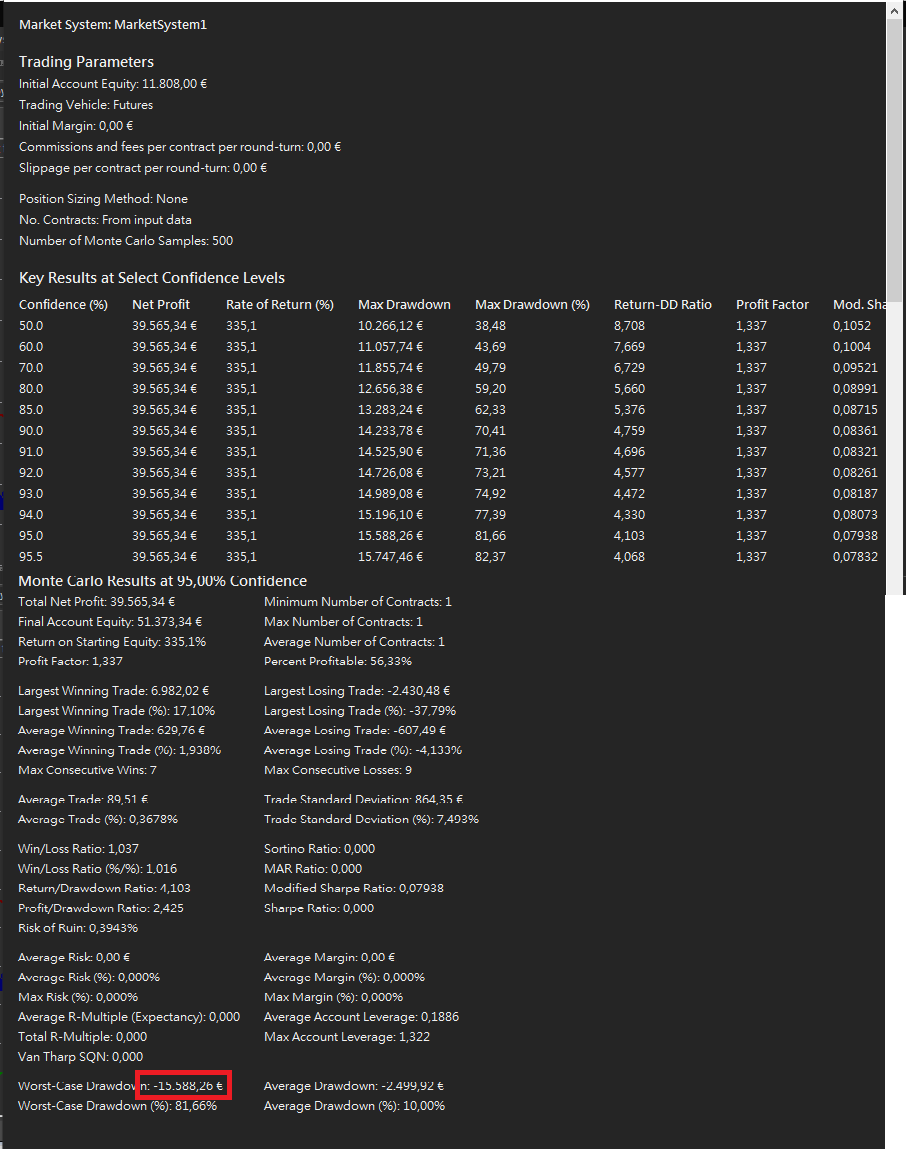 Market System: MarketSystem1
Trading Parameters
Initial Account Equity: 11.808,00 €
Trading Vehicle: Futures
Initial Margin: 0,00 €
Commissions and fees per contract per round-turn: 0,00 €
Slippage per contract per round-turn: 0,00 €
Position Sizing Method: None
No. Contracts: From input data
Number of Monte Carlo Samples: 500
Key Results at Select Confidence Levels
Confidence (%) Net Profit Rate of Return (%) Max Drawdown Max Drawdown (%) Return-DD Ratio Profit Factor Mod. Sha
50.0 39.565,34 € 335,1 10.266,12 € 38,48 8,708 1,337 0,1052
60.0 39.565,34 € 335,1 11.057,74 € 43,69 7,669 1,337 0,1004
70.0 39.565,34 € 335,1 11.855,74 € 49,79 6,729 1,337 0,09521
80.0 39.565,34 € 335,1 12.656,38 € 59,20 5,660 1,337 0,08991
85.0 39.565,34 € 335,1 13.283,24 € 62,33 5,376 1,337 0,08715
90.0 39.565,34 € 335,1 14.233,78 € 70,41 4,759 1,337 0,08361
91.0 39.565,34 € 335,1 14.525,90 € 71,36 4,696 1,337 0,08321
92.0 39.565,34 € 335,1 14.726,08 € 73,21 4,577 1,337 0,08261
93.0 39.565,34 € 335,1 14.989,08 € 74,92 4,472 1,337 0,08187
94.0 39.565,34 € 335,1 15.196,10 € 77,39 4,330 1,337 0,08073
95.0 39.565,34 € 335,1 15.588,26 € 81,66 4,103 1,337 0,07938
95.5 39.565,34 € 335,1 15.747,46 € 82,37 4,068 1,337 0,07832
Monte Carlo Results at 95,00% Confidence
Total Net Profit: 39.565,34 € Minimum Number of Contracts: 1
Final Account Equity: 51.373,34 € Max Number of Contracts: 1
Return on Starting Equity: 335,1% Average Number of Contracts: 1
Profit Factor: 1,337 Percent Profitable: 56,33%
Largest Winning Trade: 6.982,02 € Largest Losing Trade: -2.430,48 €
Largest Winning Trade (%): 17,10% Largest Losing Trade (%): -37,79%
Average Winning Trade: 629,76 € Average Losing Trade: -607,49 €
Average Winning Trade (%): 1,938% Average Losing Trade (%): -4,133%
Max Consecutive Wins: 7 Max Consecutive Losses: 9
Average Trade: 89,51 € Trade Standard Deviation: 864,35 €
Average Trade (%): 0,3678% Trade Standard Deviation (%): 7,493%
Win/Loss Ratio: 1,037 Sortino Ratio: 0,000
Win/Loss Ratio (%/%): 1,016 MAR Ratio: 0,000
Return/Drawdown Ratio: 4,103 Modified Sharpe Ratio: 0,07938
Profit/Drawdown Ratio: 2,425 Sharpe Ratio: 0,000
Risk of Ruin: 0,3943%
Average Risk: 0,00 € Average Margin: 0,00 €
Average Risk (%): 0,000% Average Margin (%): 0,000%
Max Risk (%): 0,000% Max Margin (%): 0,000%
Average R-Multiple (Expectancy): 0,000 Average Account Leverage: 0,1886
Total R-Multiple: 0,000 Max Account Leverage: 1,322
Van Tharp SQN: 0,000
Worst-Case Drawdown: -15.588,26 € Average Drawdown: -2.499,92 €
Worst-Case Drawdown (%): 81,66% Average Drawdown (%): 10,00%